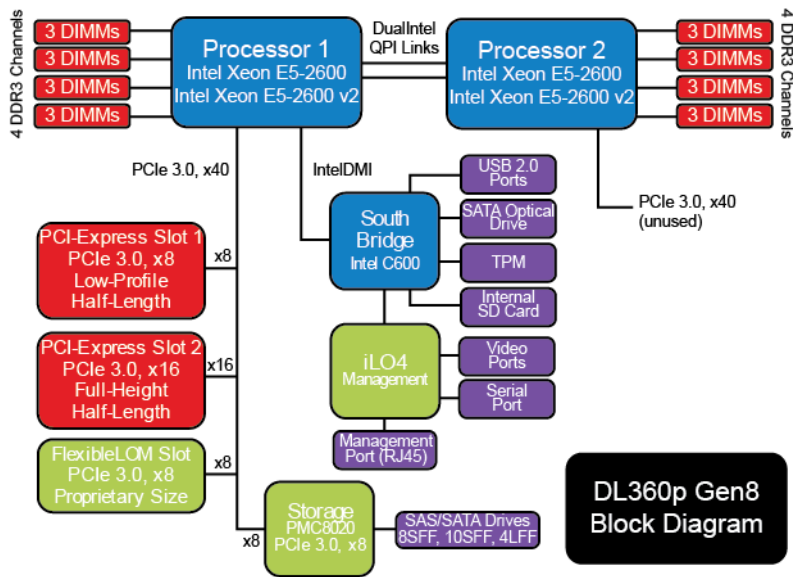 4 DDR3 Channels
3 DIMMs
3 DIMMs
3 DIMMs
3 DIMMs
Processor 1
Intel Xeon E5-2600
Intel Xeon E5-2600 v2
DualIntel
QPI Links
Processor 2
Intel Xeon E5-2600
Intel Xeon E5-2600 v2
3 DIMMs
3 DIMMs
3 DIMMs
3 DIMMs
4 DDR3 Channels
PCIe 3.0, x40
IntelDMI
PCIe 3.0, x40
(unused)
South
Bridge
Intel C600
USB 2.0
Ports
SATA Optical
Drive
TPM
Internal
SD Card
PCI-Express Slot 1
PCIe 3.0, x8
Low-Profile
Half-Length
x8
PCI-Express Slot 2
PCIe 3.0, x16
Full-Height
Half-Length
x16
iLO4
Management
Video
Ports
Serial
Port
Management
Port (RJ45)
FlexibleLOM Slot
PCIe 3.0, x8
Proprietary Size
x8
x8
Storage
PMC8020
PCIe 3.0, x8
SAS/SATA Drives
8SFF, 10SFF, 4LFF
DL360p Gen8
Block Diagram